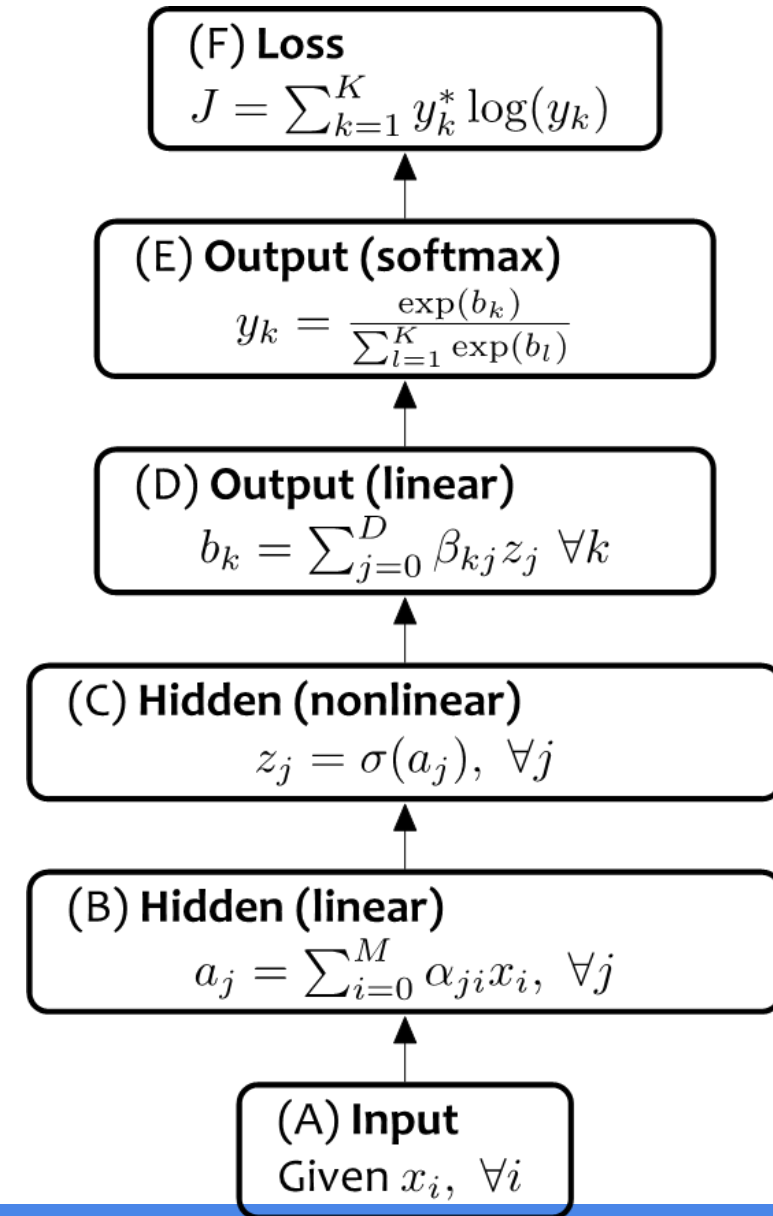 (F) Loss
J = ∑_{k=1}^{K} y_k^* log(y_k)
(E) Output (softmax)
y_k = \frac{exp(b_k)}{∑_{l=1}^{K} exp(b_l)}
(D) Output (linear)
b_k = ∑_{j=0}^{D} β_{kj} z_j ∀k
(C) Hidden (nonlinear)
z_j = σ(a_j), ∀j
(B) Hidden (linear)
a_j = ∑_{i=0}^{M} α_{ji} x_i, ∀j
(A) Input
Given x_i, ∀i